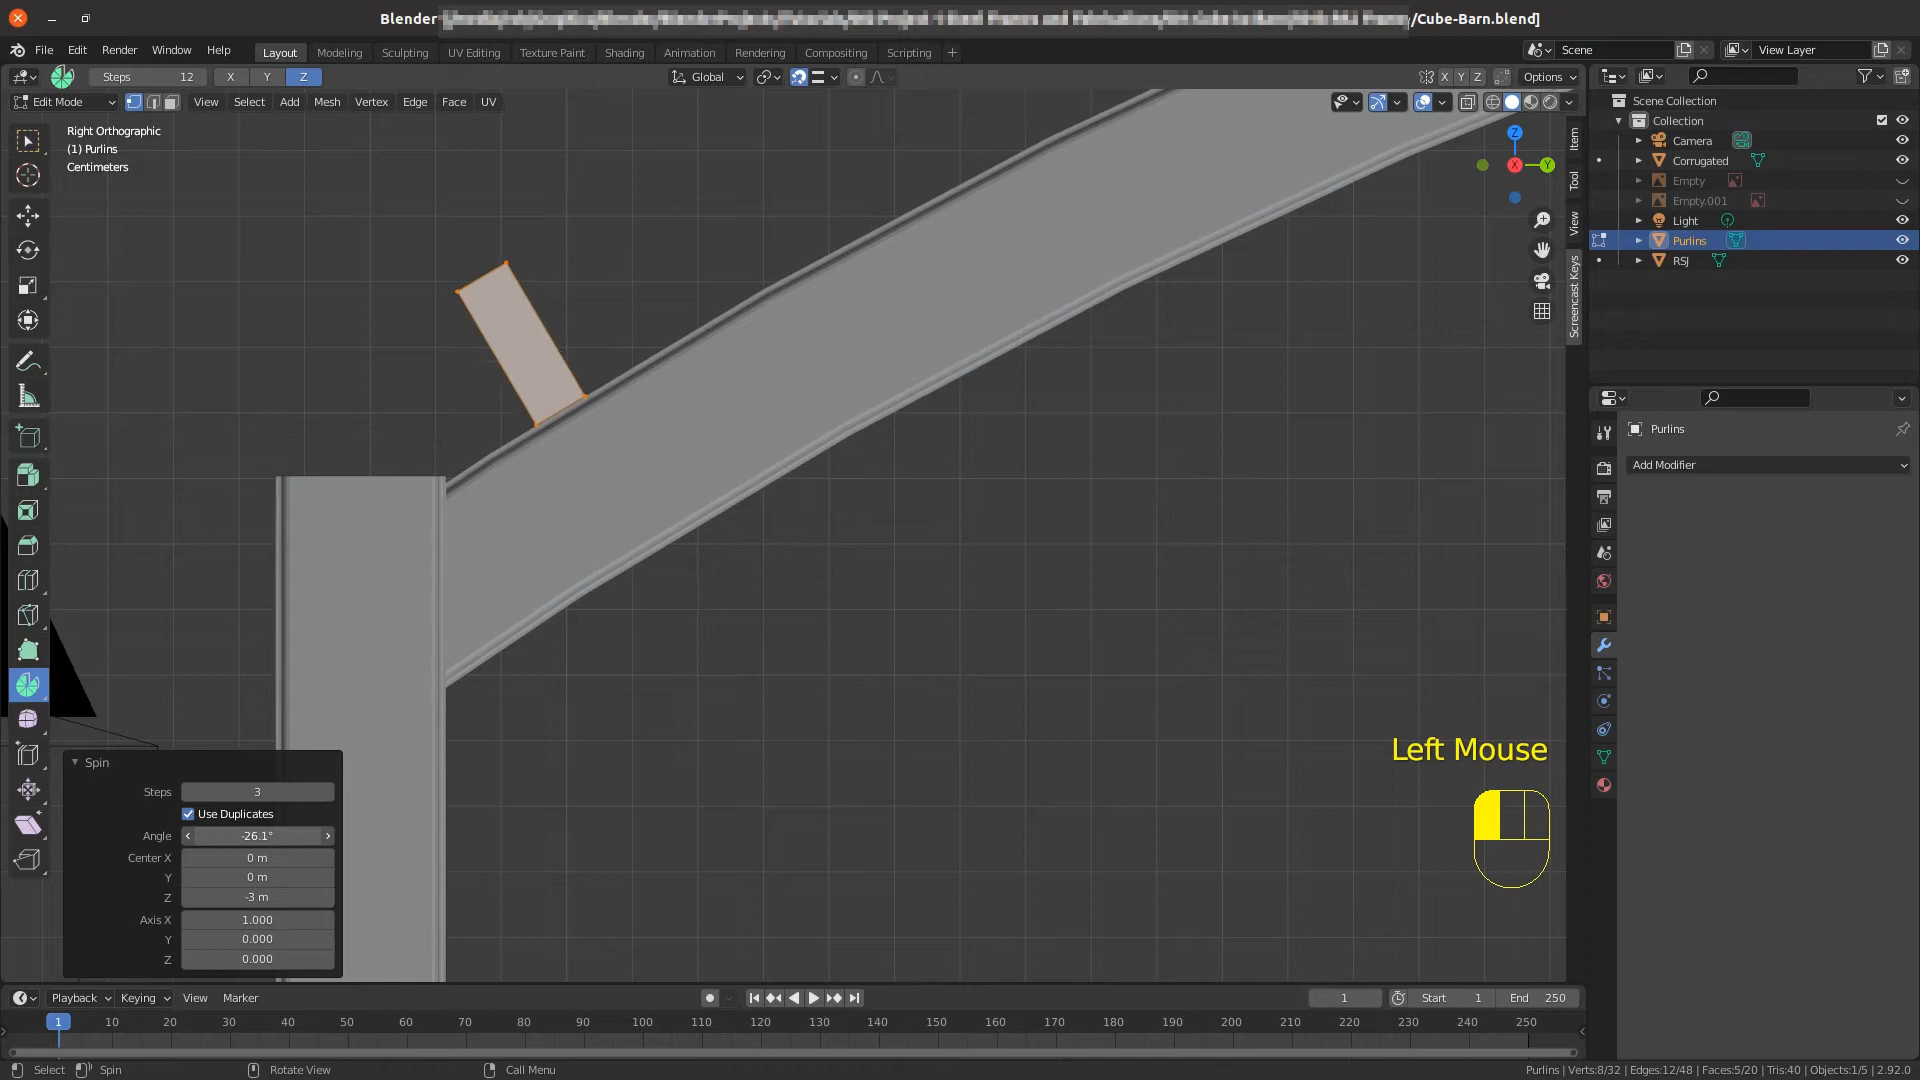 Blender
/Cube-Barn.blend]
File Edit Render Window Help
Layout Modeling Sculpting UV Editing Texture Paint Shading Animation Rendering Compositing Scripting
Scene
View Layer
Steps 12 X Y Z
Global
X Y Z
Options
Edit Mode
View Select Add Mesh Vertex Edge Face UV
Right Orthographic
(1) Purlins
Centimeters
Z
X
Y
Item
Tool
View
Screencast Keys
Scene Collection
Collection
Camera
Corrugated
Empty
Empty.001
Light
Purlins
RSJ
Purlins
Add Modifier
Left Mouse
Spin
Steps 3
Use Duplicates
Angle -26.1°
Center X 0 m
Y 0 m
Z -3 m
Axis X 1.000
Y 0.000
Z 0.000
Playback Keying View Marker
1
Start 1
End 250
1 10 20 30 40 50 60 70 80 90 100 110 120 130 140 150 160 170 180 190 200 210 220 230 240 250
Select Spin Rotate View Call Menu
Purlins | Verts:8/32 | Edges:12/48 | Faces:5/20 | Tris:40 | Objects:1/5 | 2.92.0